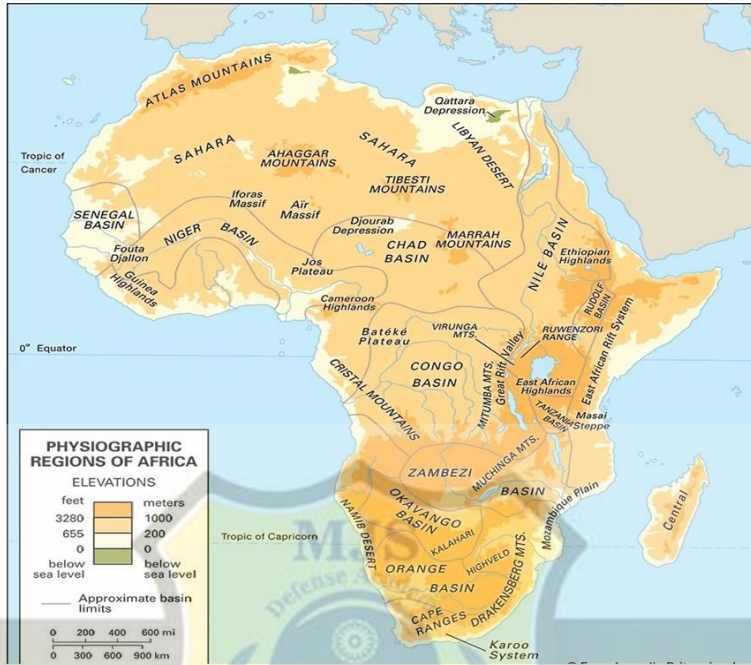 ATLAS MOUNTAINS
Qattara
Depression
LIBYAN DESERT
Tropic of
Cancer
SAHARA
SAHARA
AHAGGAR
MOUNTAINS
TIBESTI
MOUNTAINS
Iforas
Massif
Aïr
Massif
SENEGAL
BASIN
NIGER BASIN
Djourab
Depression
CHAD
BASIN
MARRAH
MOUNTAINS
NILE BASIN
Ethiopian
Highlands
Fouta
Djallon
Guinea
Highlands
Jos
Plateau
Cameroon
Highlands
RUDOLF
BASIN
East African Rift System
0° Equator
Batéké
Plateau
VIRUNGA
MTS.
RUWENZORI
RANGE
Great Rift Valley
CONGO
BASIN
MITUMBA MTS.
East African
Highlands
CRISTAL MOUNTAINS
TANZANIA
BASIN
Masai
Steppe
PHYSIOGRAPHIC
REGIONS OF AFRICA
ELEVATIONS
feet meters
3280 1000
655 200
0 0
below below
sea level sea level
Approximate basin
limits
0 200 400 600 mi
0 300 600 900 km
ZAMBEZI BASIN
MUCHINGA MTS.
OKAVANGO
BASIN
Mozambique Plain
Central
NAMIB DESERT
Tropic of Capricorn
KALAHARI
HIGHVELD
ORANGE
BASIN
DRAKENSBERG MTS.
CAPE
RANGES
Karoo
System
MJS
Defense